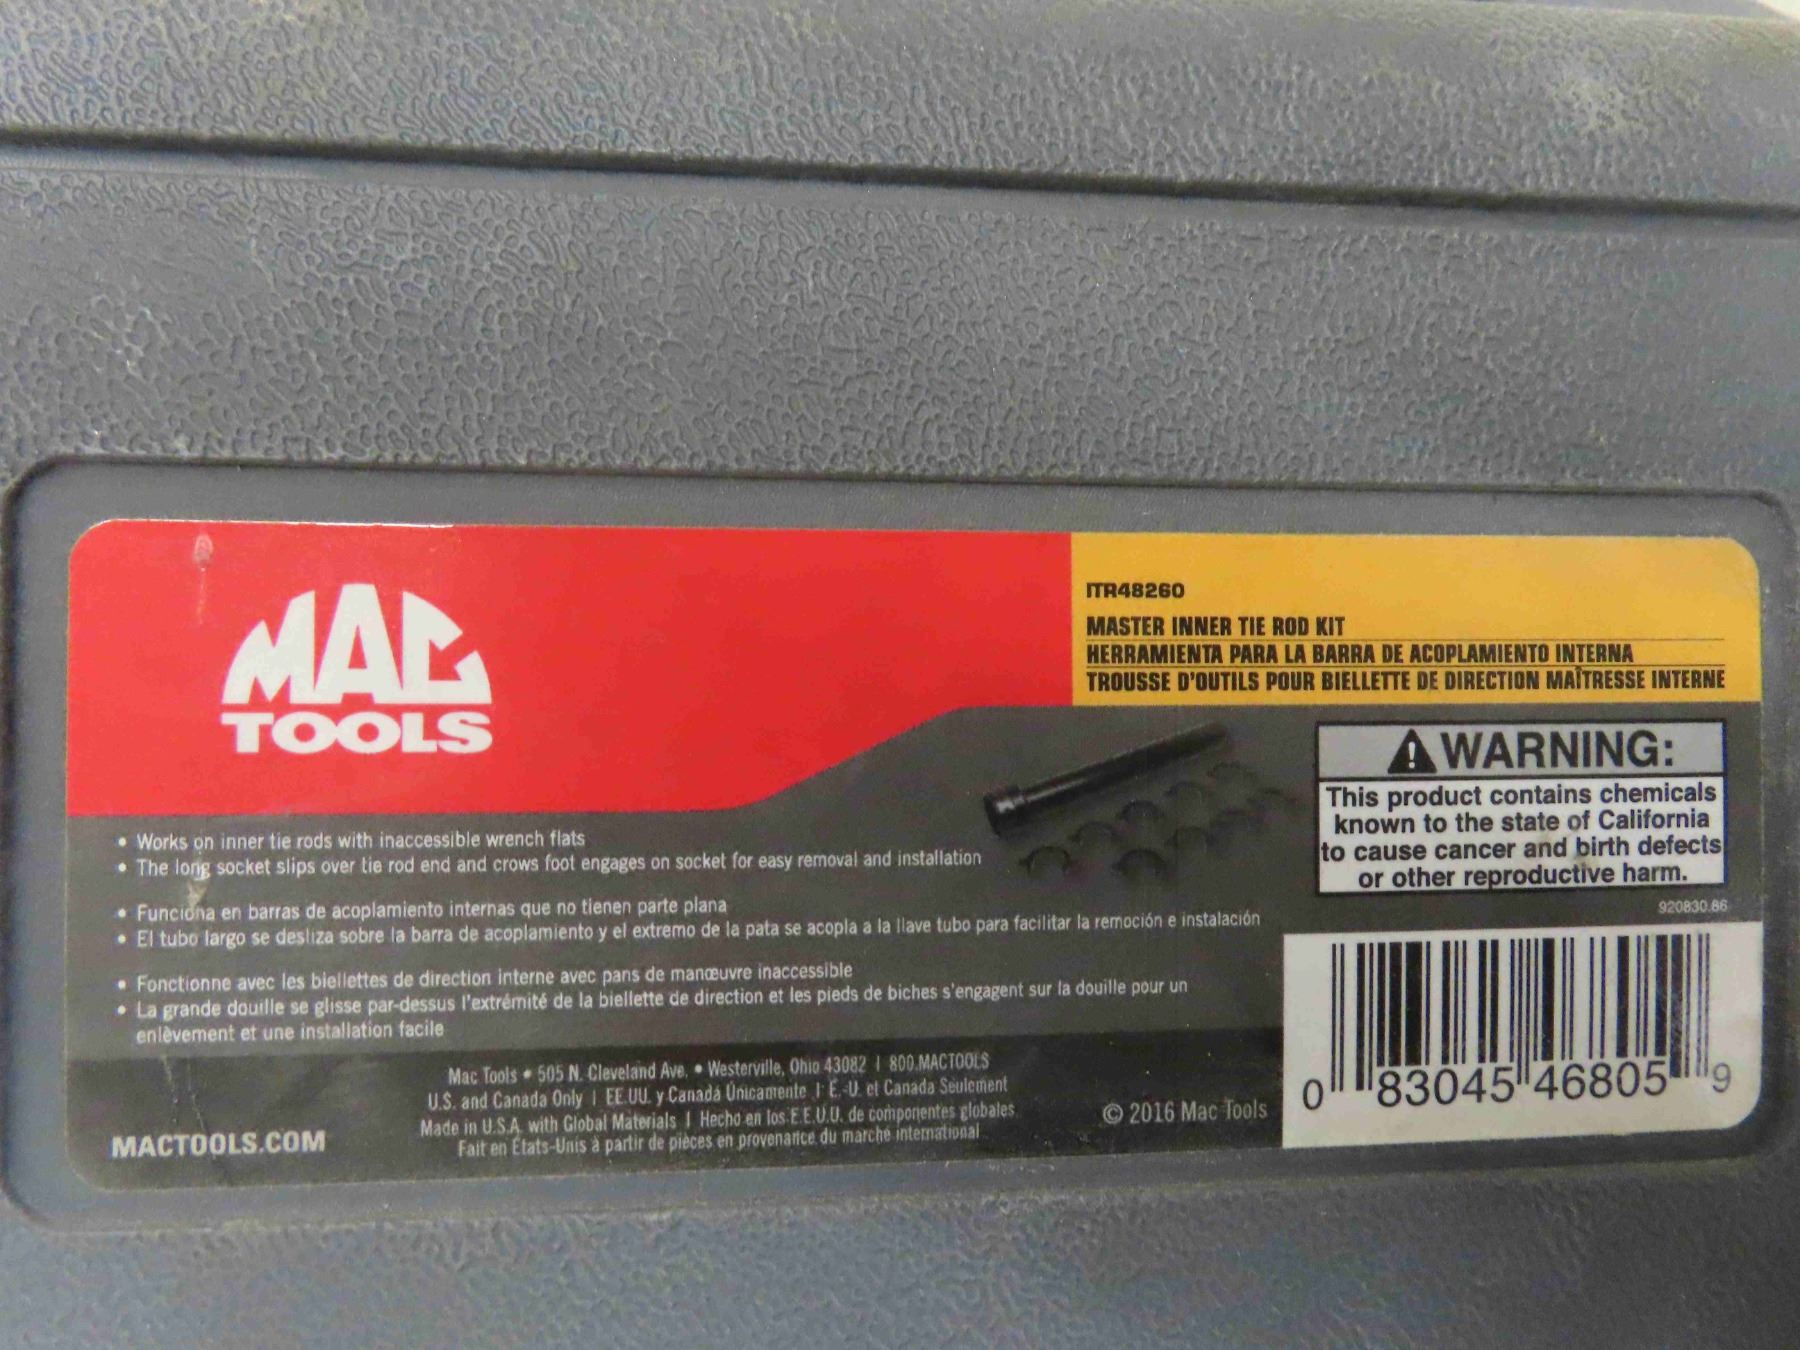 MAC
TOOLS
ITR48260
MASTER INNER TIE ROD KIT
HERRAMIENTA PARA LA BARRA DE ACOPLAMIENTO INTERNA
TROUSSE D'OUTILS POUR BIELLETTE DE DIRECTION MAÎTRESSE INTERNE
WARNING:
This product contains chemicals
known to the state of California
to cause cancer and birth defects
or other reproductive harm.
920830.86
• Works on inner tie rods with inaccessible wrench flats
• The long socket slips over tie rod end and crows foot engages on socket for easy removal and installation
• Funciona en barras de acoplamiento internas que no tienen parte plana
• El tubo largo se desliza sobre la barra de acoplamiento y el extremo de la pata se acopla a la llave tubo para facilitar la remoción e instalación
• Fonctionne avec les biellettes de direction interne avec pans de manœuvre inaccessible
• La grande douille se glisse par-dessus l'extrémité de la biellette de direction et les pieds de biches s'engagent sur la douille pour un
enlèvement et une installation facile
Mac Tools • 505 N. Cleveland Ave. • Westerville, Ohio 43082 | 800.MACTOOLS
U.S. and Canada Only | EE.UU. y Canadá Únicamente | É.-U. et Canada Seulement
Made in U.S.A. with Global Materials | Hecho en los E.E.U.U. de componentes globales
Fait en États-Unis à partir de pièces en provenance du marché international
MACTOOLS.COM
© 2016 Mac Tools
0 83045 46805 9